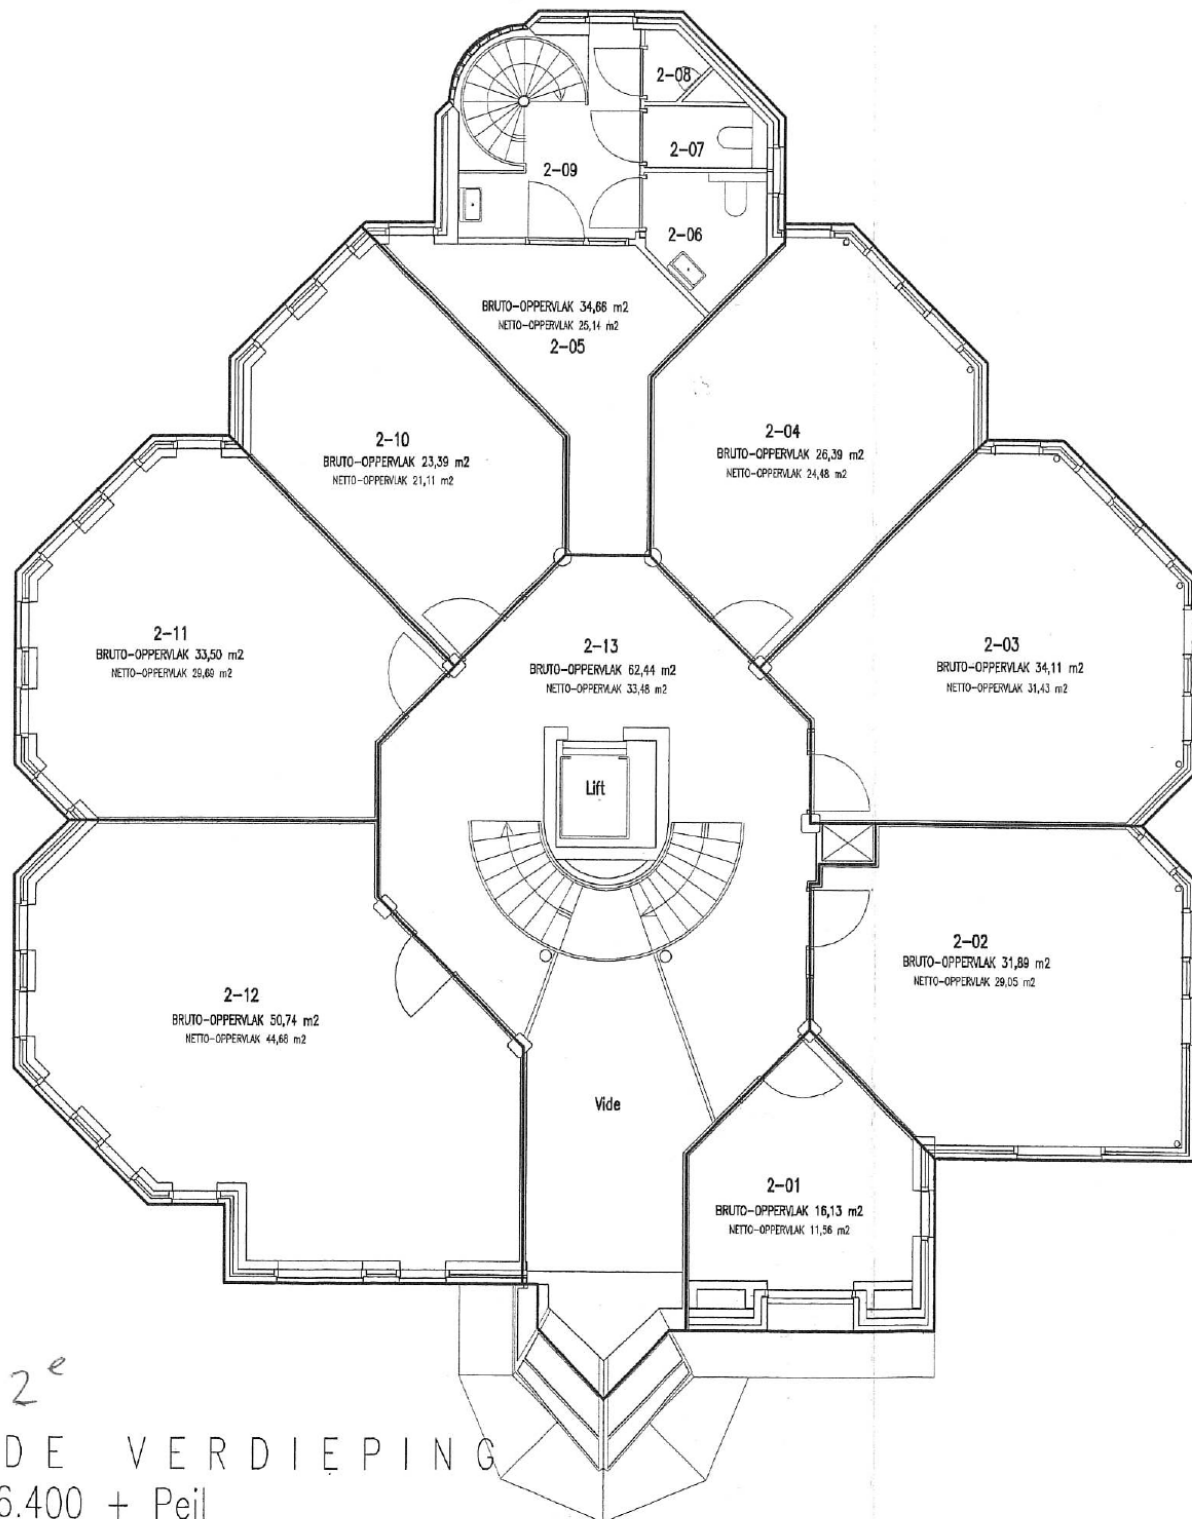 2-08
2-07
2-09
2-06
BRUTO-OPPERVLAK 34,66 m2
NETTO-OPPERVLAK 25,14 m2
2-05
2-10
BRUTO-OPPERVLAK 23,39 m2
NETTO-OPPERVLAK 21,11 m2
2-04
BRUTO-OPPERVLAK 26,39 m2
NETTO-OPPERVLAK 24,48 m2
2-11
BRUTO-OPPERVLAK 33,50 m2
NETTO-OPPERVLAK 29,69 m2
2-13
BRUTO-OPPERVLAK 62,44 m2
NETTO-OPPERVLAK 33,48 m2
2-03
BRUTO-OPPERVLAK 34,11 m2
NETTO-OPPERVLAK 31,43 m2
Lift
2-02
BRUTO-OPPERVLAK 31,89 m2
NETTO-OPPERVLAK 29,05 m2
2-12
BRUTO-OPPERVLAK 50,74 m2
NETTO-OPPERVLAK 44,68 m2
Vide
2-01
BRUTO-OPPERVLAK 16,13 m2
NETTO-OPPERVLAK 11,56 m2
2e
DE VERDIEPING
6.400 + Peil